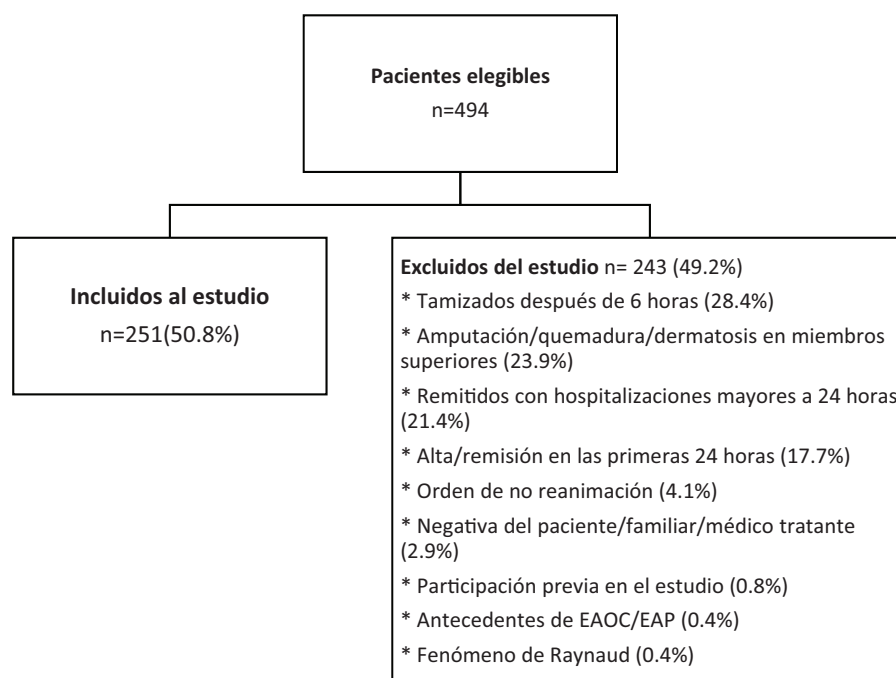 Pacientes elegibles
n=494
Incluidos al estudio
n=251(50.8%)
Excluidos del estudio n= 243 (49.2%)
* Tamizados después de 6 horas (28.4%)
* Amputación/quemadura/dermatosis en miembros
superiores (23.9%)
* Remitidos con hospitalizaciones mayores a 24 horas
(21.4%)
* Alta/remisión en las primeras 24 horas (17.7%)
* Orden de no reanimación (4.1%)
* Negativa del paciente/familiar/médico tratante
(2.9%)
* Participación previa en el estudio (0.8%)
* Antecedentes de EAOC/EAP (0.4%)
* Fenómeno de Raynaud (0.4%)